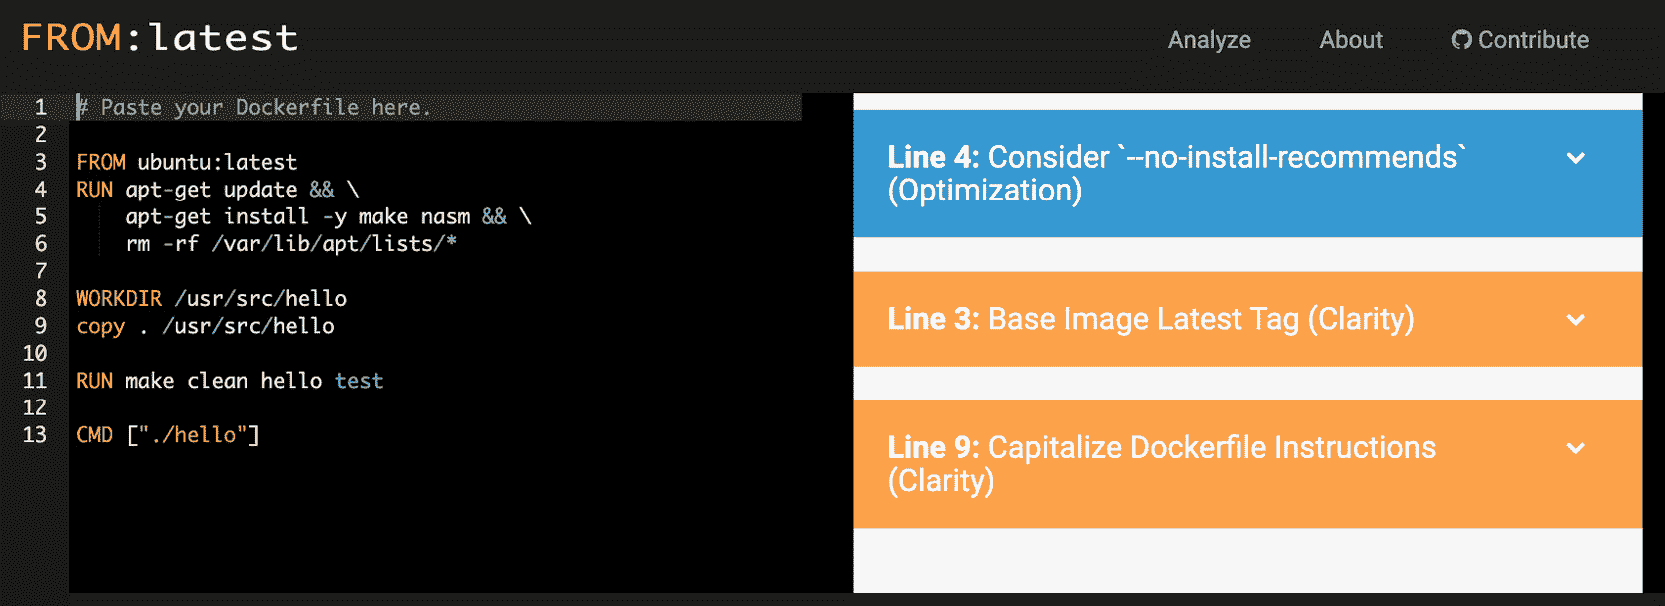 FROM:latest
Analyze
About
Contribute
1 # Paste your Dockerfile here.
2
3 FROM ubuntu:latest
4 RUN apt-get update && \
5 apt-get install -y make nasm && \
6 rm -rf /var/lib/apt/lists/*
7
8 WORKDIR /usr/src/hello
9 copy . /usr/src/hello
10
11 RUN make clean hello test
12
13 CMD ["./hello"]
Line 4: Consider `--no-install-recommends`
(Optimization)
Line 3: Base Image Latest Tag (Clarity)
Line 9: Capitalize Dockerfile Instructions
(Clarity)